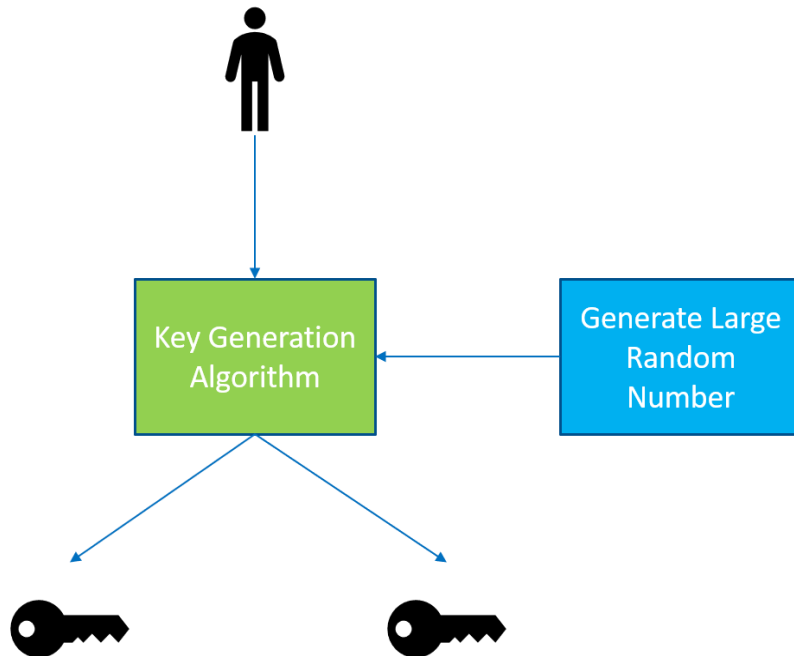 Key Generation
Algorithm
Generate Large
Random
Number